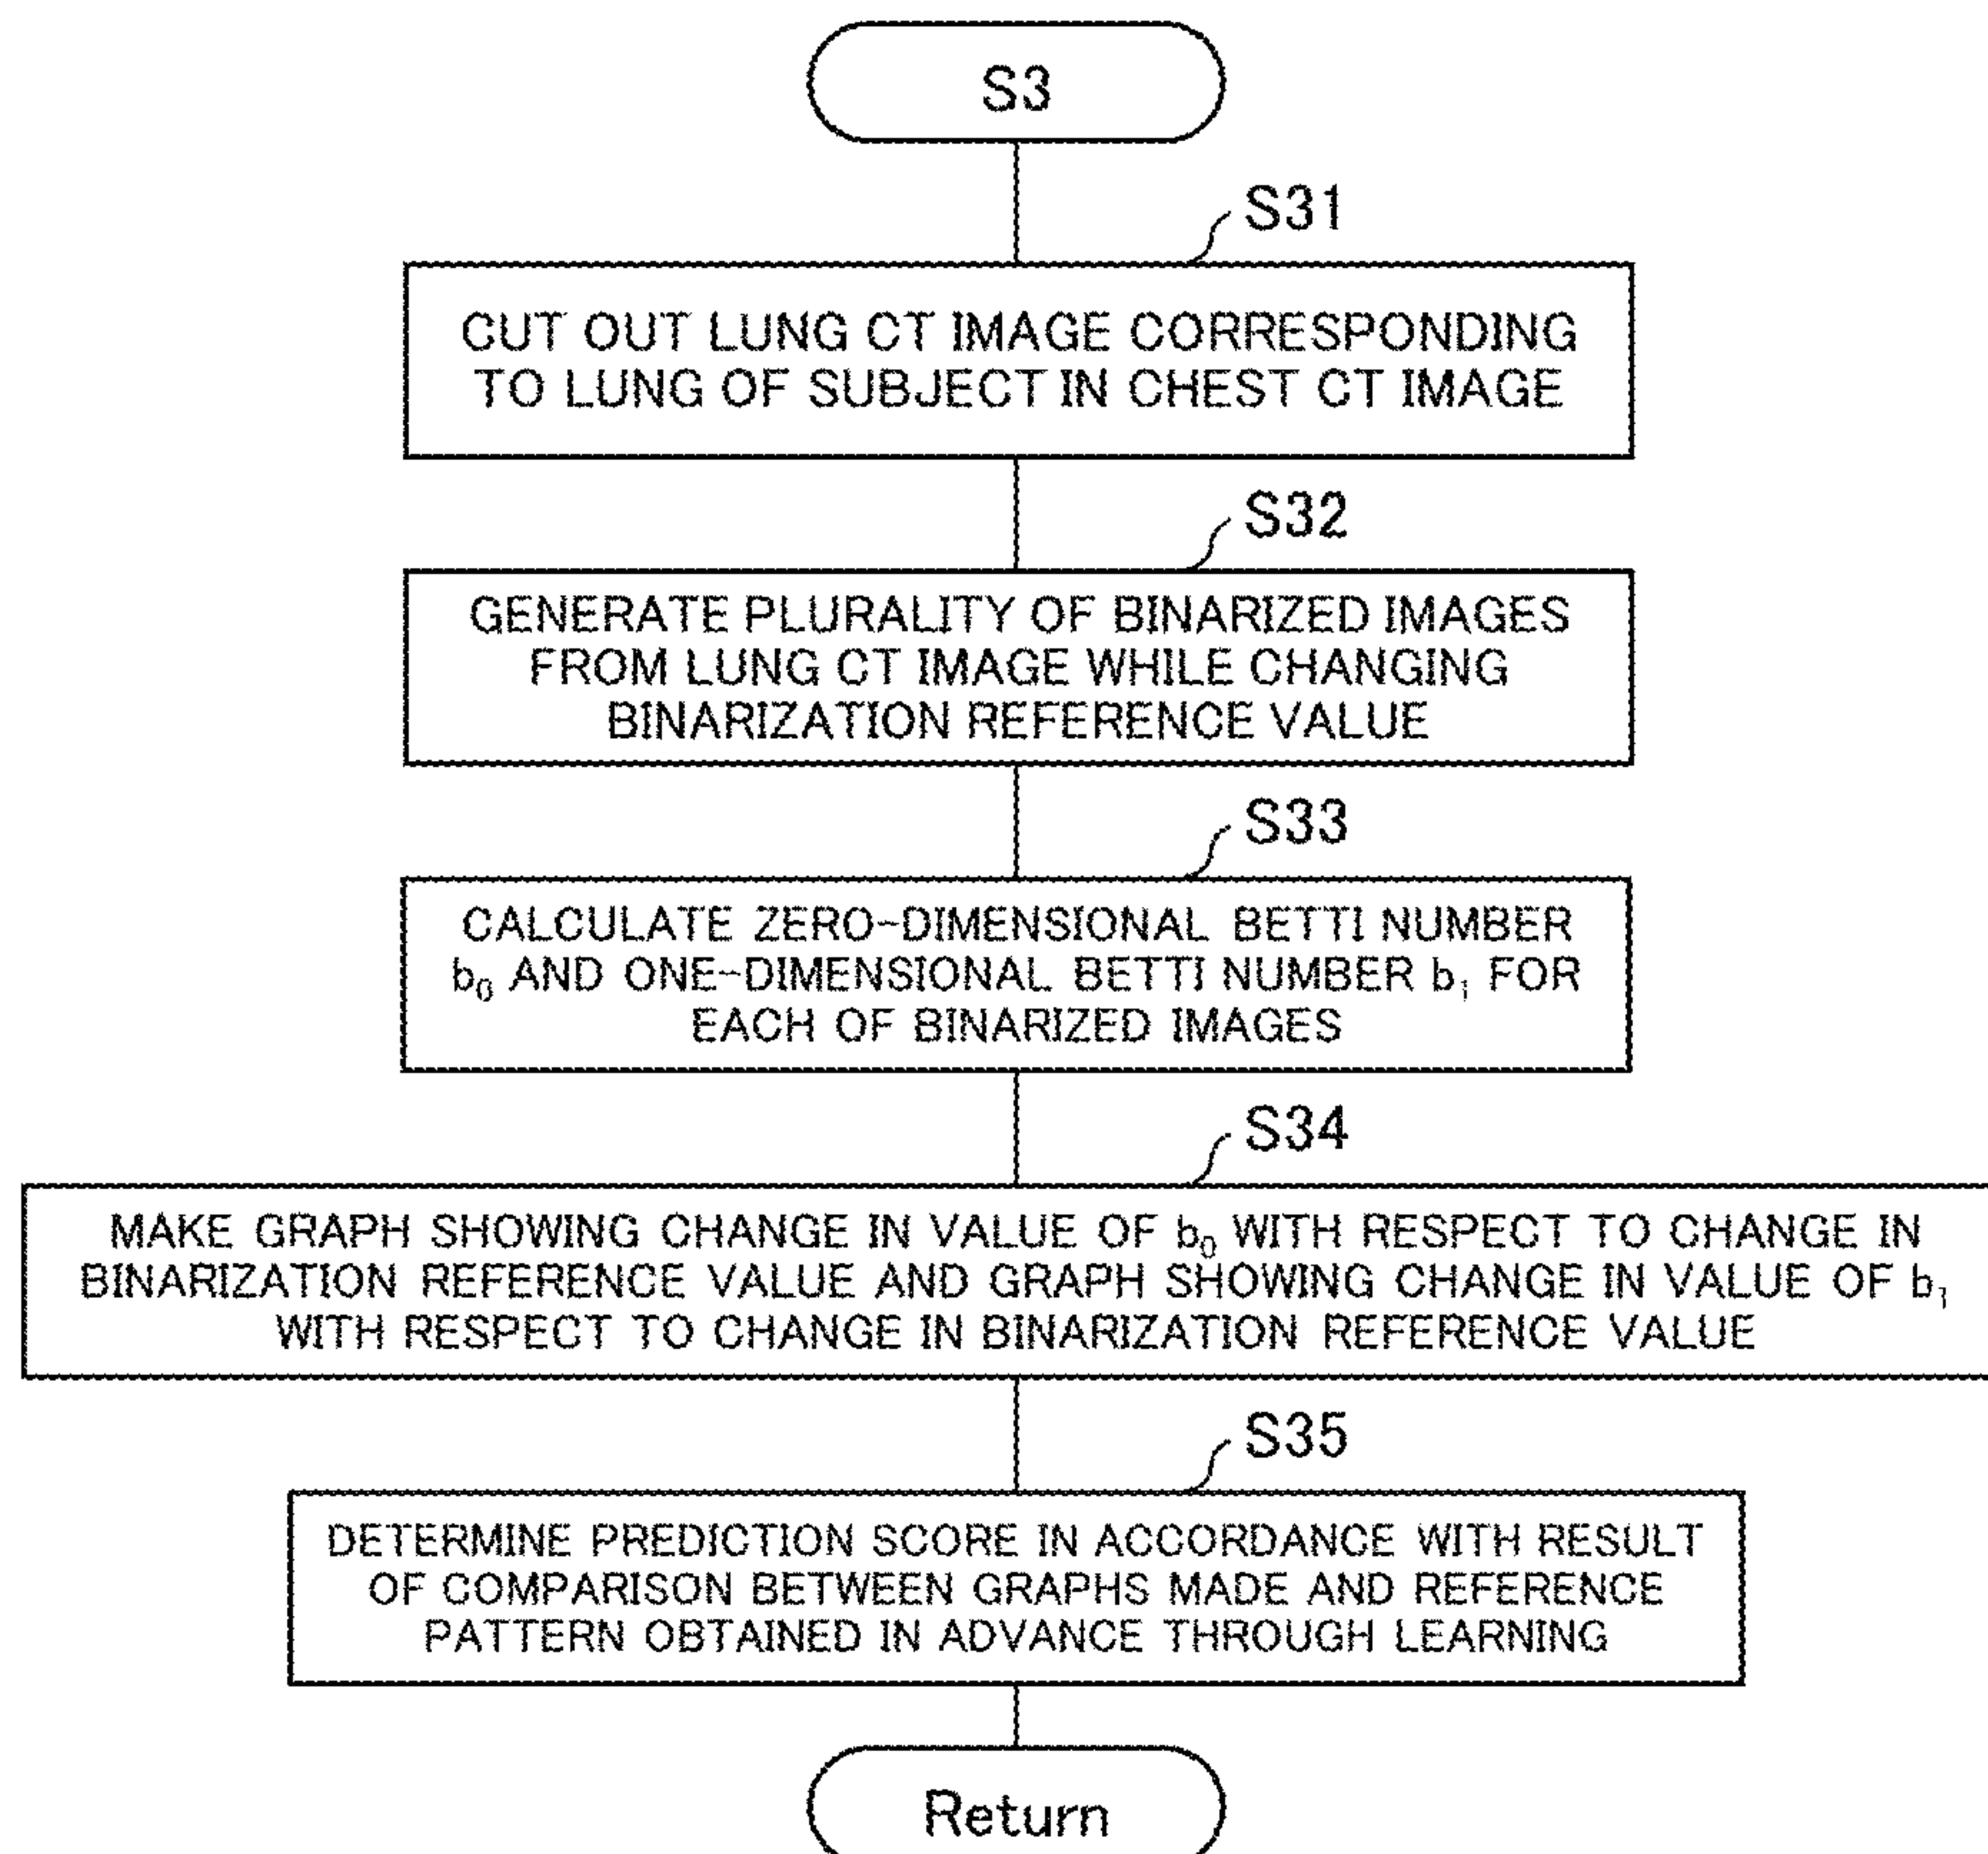 S3
S31
CUT OUT LUNG CT IMAGE CORRESPONDING
TO LUNG OF SUBJECT IN CHEST CT IMAGE
S32
GENERATE PLURALITY OF BINARIZED IMAGES
FROM LUNG CT IMAGE WHILE CHANGING
BINARIZATION REFERENCE VALUE
S33
CALCULATE ZERO-DIMENSIONAL BETTI NUMBER
b₀ AND ONE-DIMENSIONAL BETTI NUMBER b₁ FOR
EACH OF BINARIZED IMAGES
S34
MAKE GRAPH SHOWING CHANGE IN VALUE OF b₀ WITH RESPECT TO CHANGE IN
BINARIZATION REFERENCE VALUE AND GRAPH SHOWING CHANGE IN VALUE OF b₁
WITH RESPECT TO CHANGE IN BINARIZATION REFERENCE VALUE
S35
DETERMINE PREDICTION SCORE IN ACCORDANCE WITH RESULT
OF COMPARISON BETWEEN GRAPHS MADE AND REFERENCE
PATTERN OBTAINED IN ADVANCE THROUGH LEARNING
Return